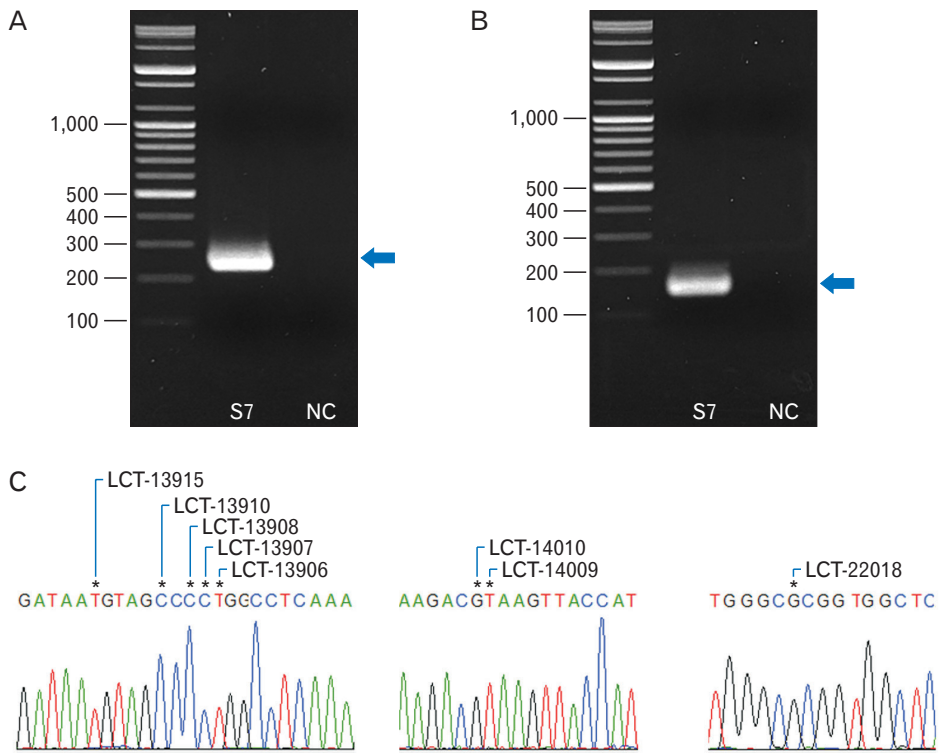 A
1,000
500
400
300
200
100
S7 NC
B
1,000
500
400
300
200
100
S7 NC
C
LCT-13915
LCT-13910
LCT-13908
LCT-13907
LCT-13906
* * * * *
GATAATGTAGCCCCTGGCCTCAAA
LCT-14010
LCT-14009
* *
AAGACGTAAGTTACCAT
LCT-22018
*
TGGGCGCGGTGGCTC